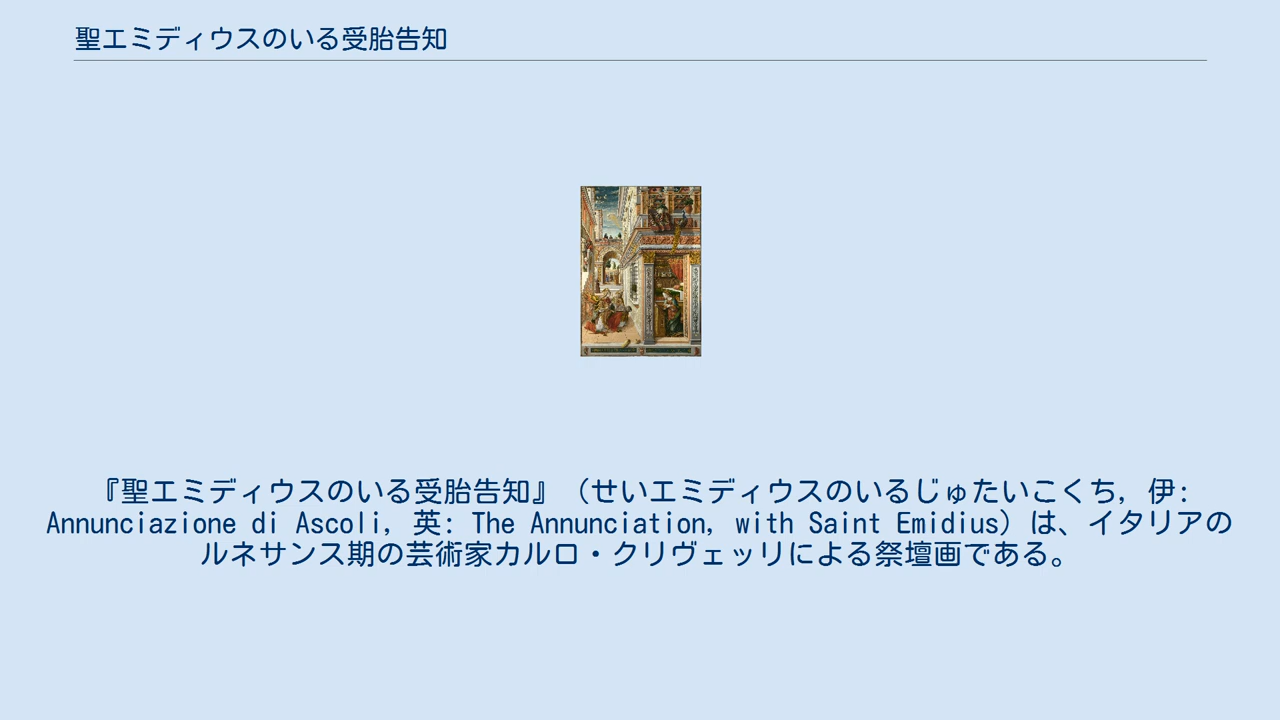 聖エミディウスのいる受胎告知
『聖エミディウスのいる受胎告知』（せいエミディウスのいるじゅたいこくち, 伊:
Annunciazione di Ascoli, 英: The Annunciation, with Saint Emidius）は、イタリアの
ルネサンス期の芸術家カルロ・クリヴェッリによる祭壇画である。